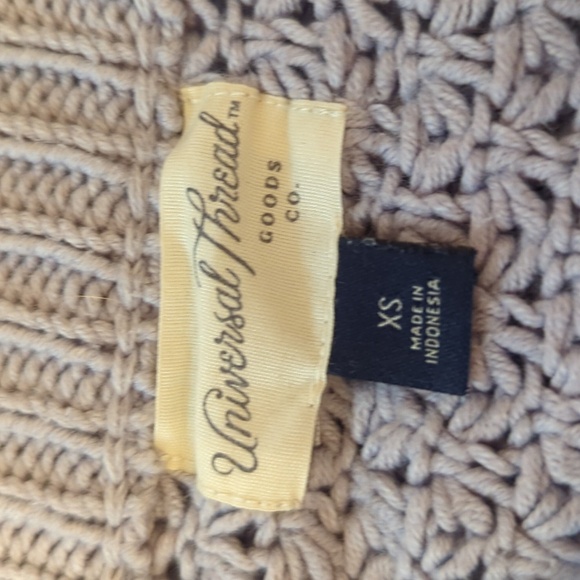 Universal Thread™
GOODS
CO.
XS
MADE IN
INDONESIA